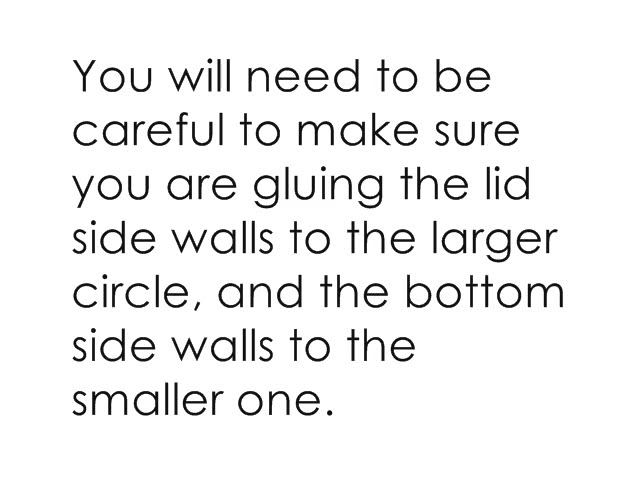 You will need to be
careful to make sure
you are gluing the lid
side walls to the larger
circle, and the bottom
side walls to the
smaller one.